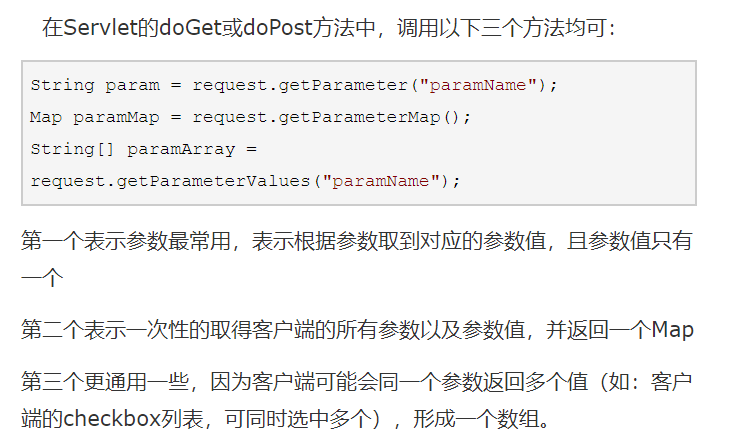 在Servlet的doGet或doPost方法中，调用以下三个方法均可：
String param = request.getParameter("paramName");
Map paramMap = request.getParameterMap();
String[] paramArray =
request.getParameterValues("paramName");
第一个表示参数最常用，表示根据参数取到对应的参数值，且参数值只有
一个
第二个表示一次性的取得客户端的所有参数以及参数值，并返回一个Map
第三个更通用一些，因为客户端可能会同一个参数返回多个值（如：客户
端的checkbox列表，可同时选中多个），形成一个数组。